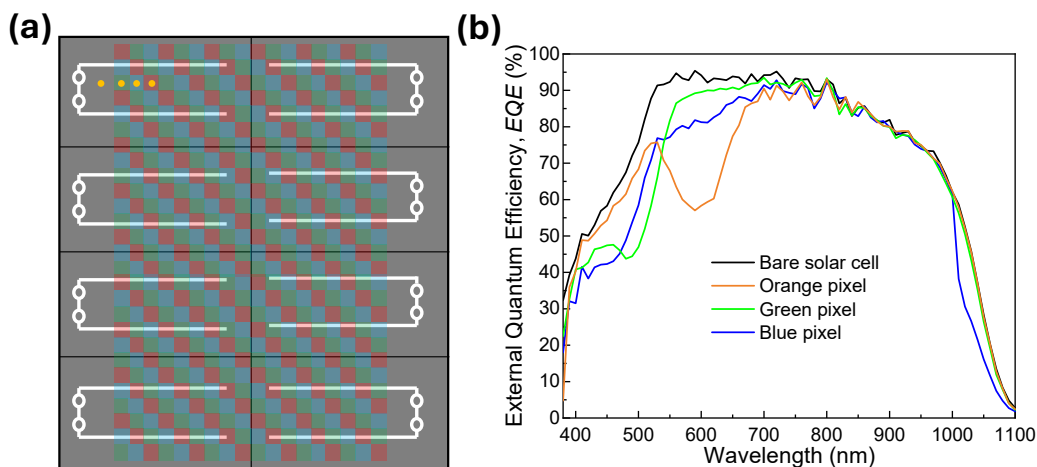 (a)
(b)
External Quantum Efficiency, EQE (%)
100
90
80
70
60
50
40
30
20
10
0
Bare solar cell
Orange pixel
Green pixel
Blue pixel
400 500 600 700 800 900 1000 1100
Wavelength (nm)